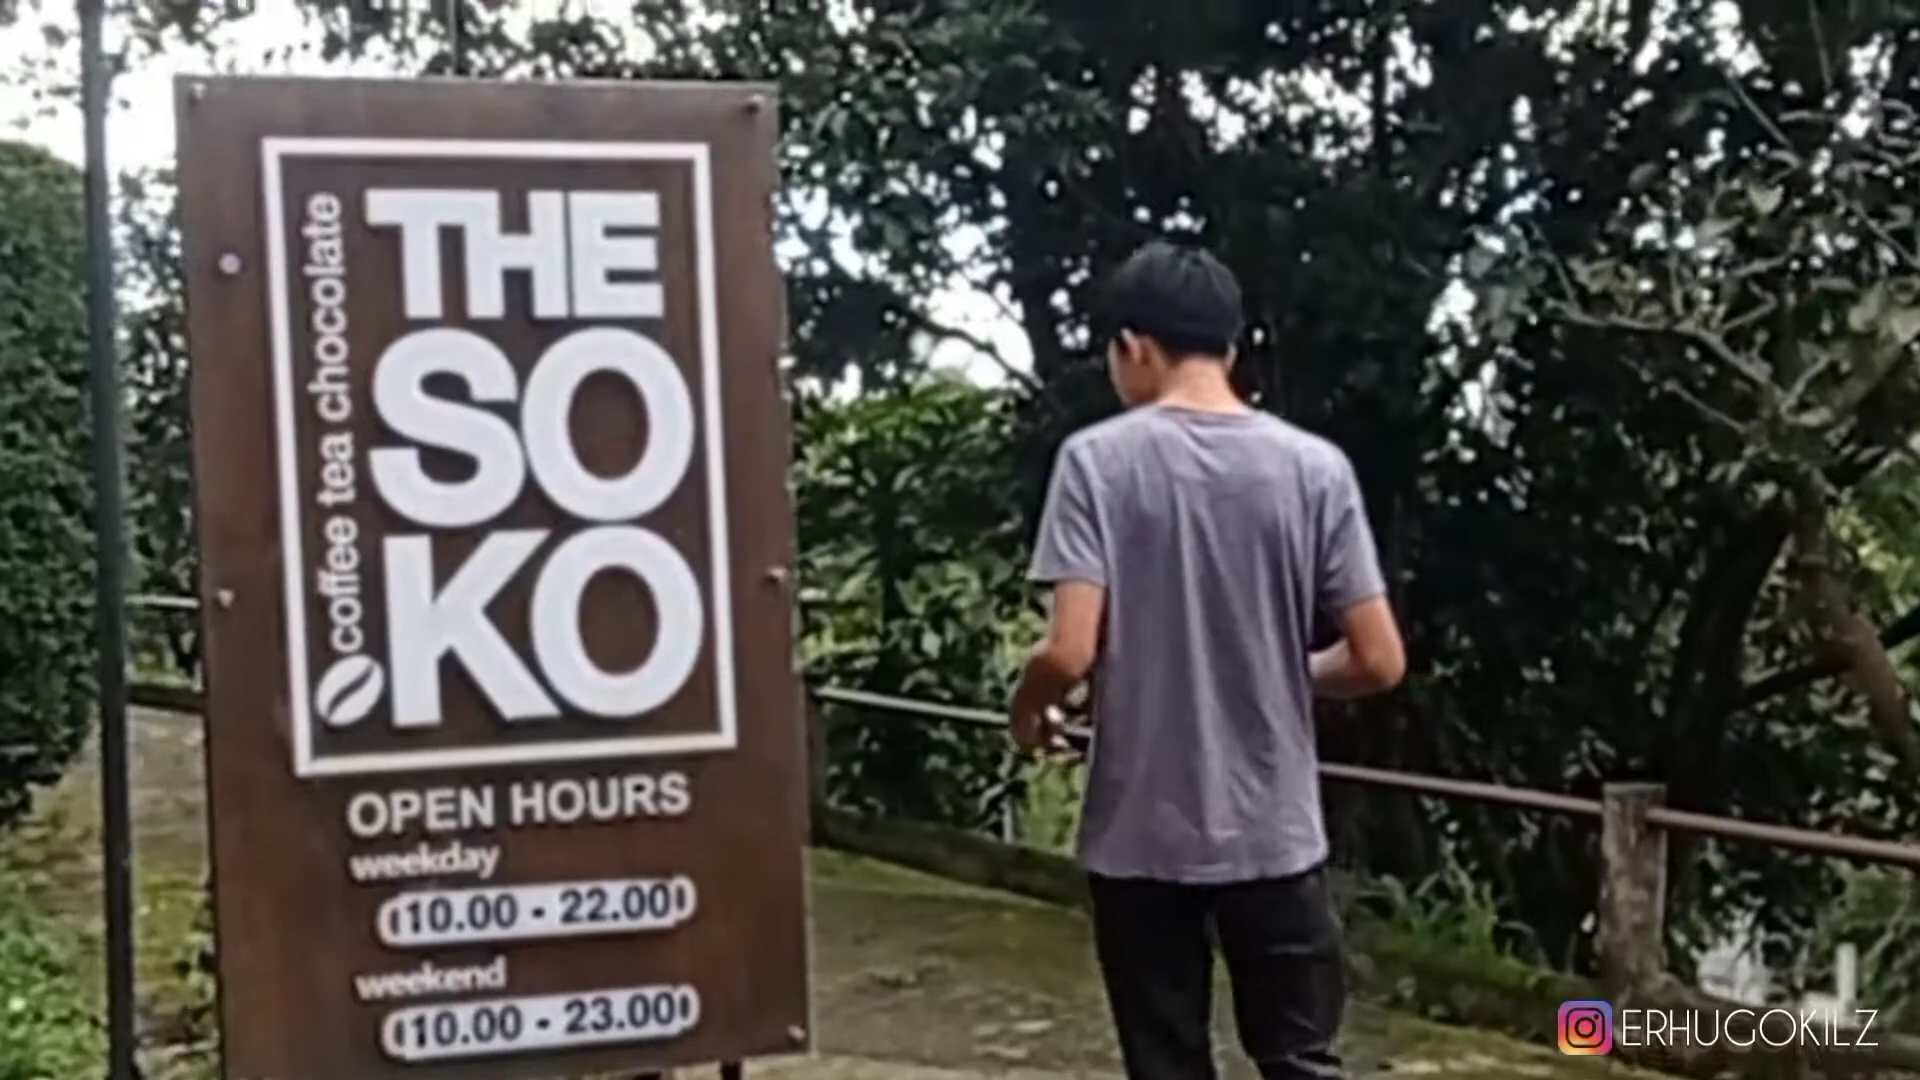 coffee tea chocolate
THE
SO
KO
OPEN HOURS
weekday
10.00 - 22.00
weekend
10.00 - 23.00
ERHUGOKILZ